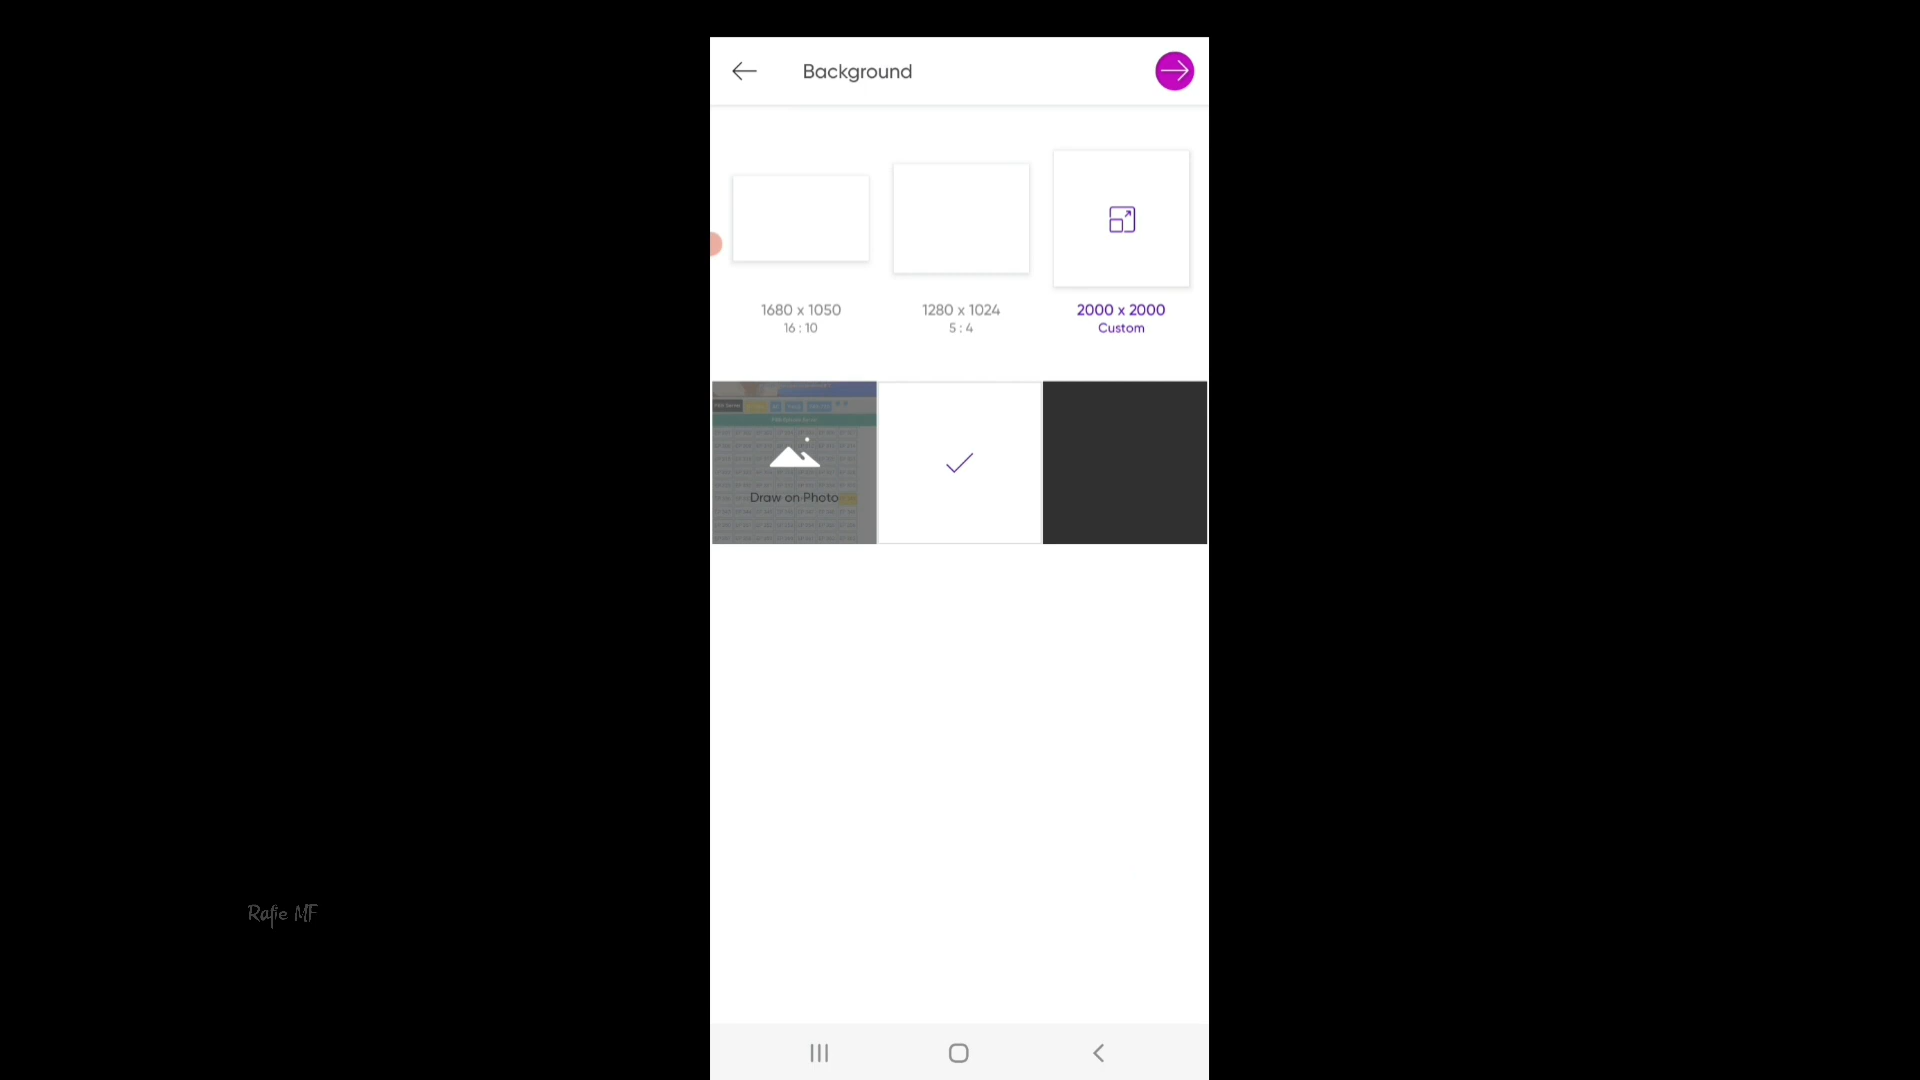 Background
1680 x 1050
16 : 10
1280 x 1024
5 : 4
2000 x 2000
Custom
Draw on Photo
Rafie MF